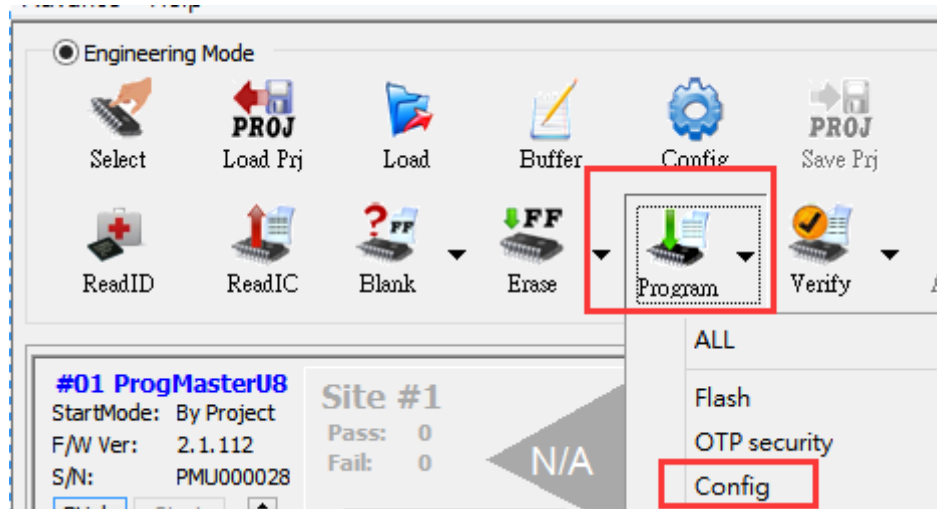 Engineering Mode
PROJ PROJ
Select Load Prj Load Buffer Config Save Prj
? FF FF
ReadID ReadIC Blank Erase Program Verify
ALL
#01 ProgMasterU8 Site #1
Flash
StartMode: By Project
Pass: 0
OTP security
F/W Ver: 2.1.112
Fail: 0 N/A
S/N: PMU000028
Config